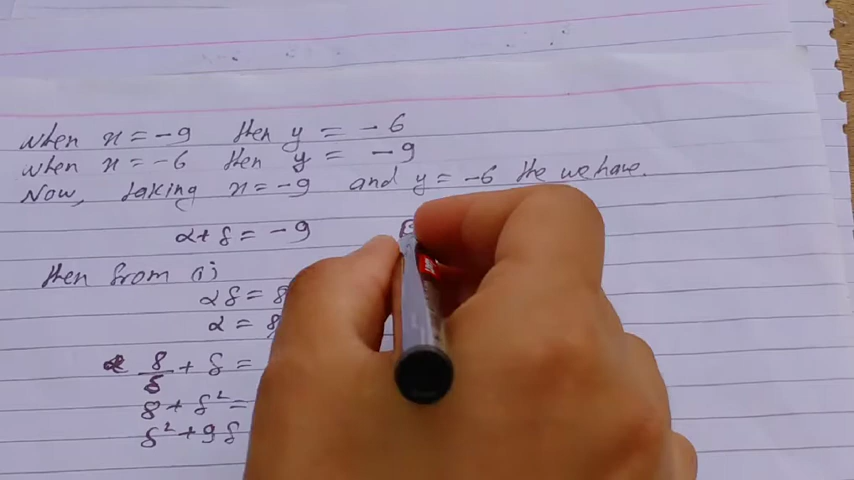 when x = -9 then y = -6
when x = -6 then y = -9
Now, taking x = -9 and y = -6 the we have.
α + δ = -9
then from (i)
αδ = 8
α = 8
8/δ + δ =
8 + δ² =
δ² + 9δ